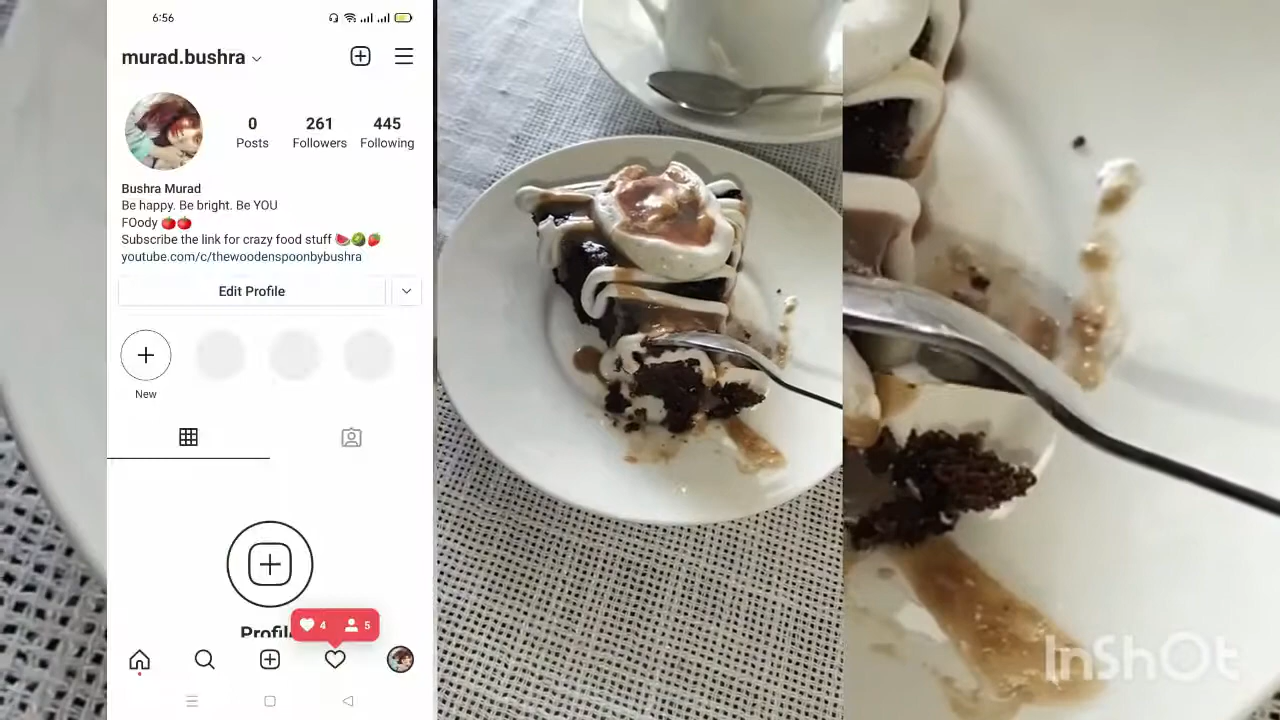 6:56
murad.bushra
0
261
445
Posts
Followers
Following
Bushra Murad
Be happy. Be bright. Be YOU
FOody 🍅🍅
Subscribe the link for crazy food stuff 🍉🥝🍓
youtube.com/c/thewoodenspoonbybushra
Edit Profile
New
Profil
4
5
InShOt